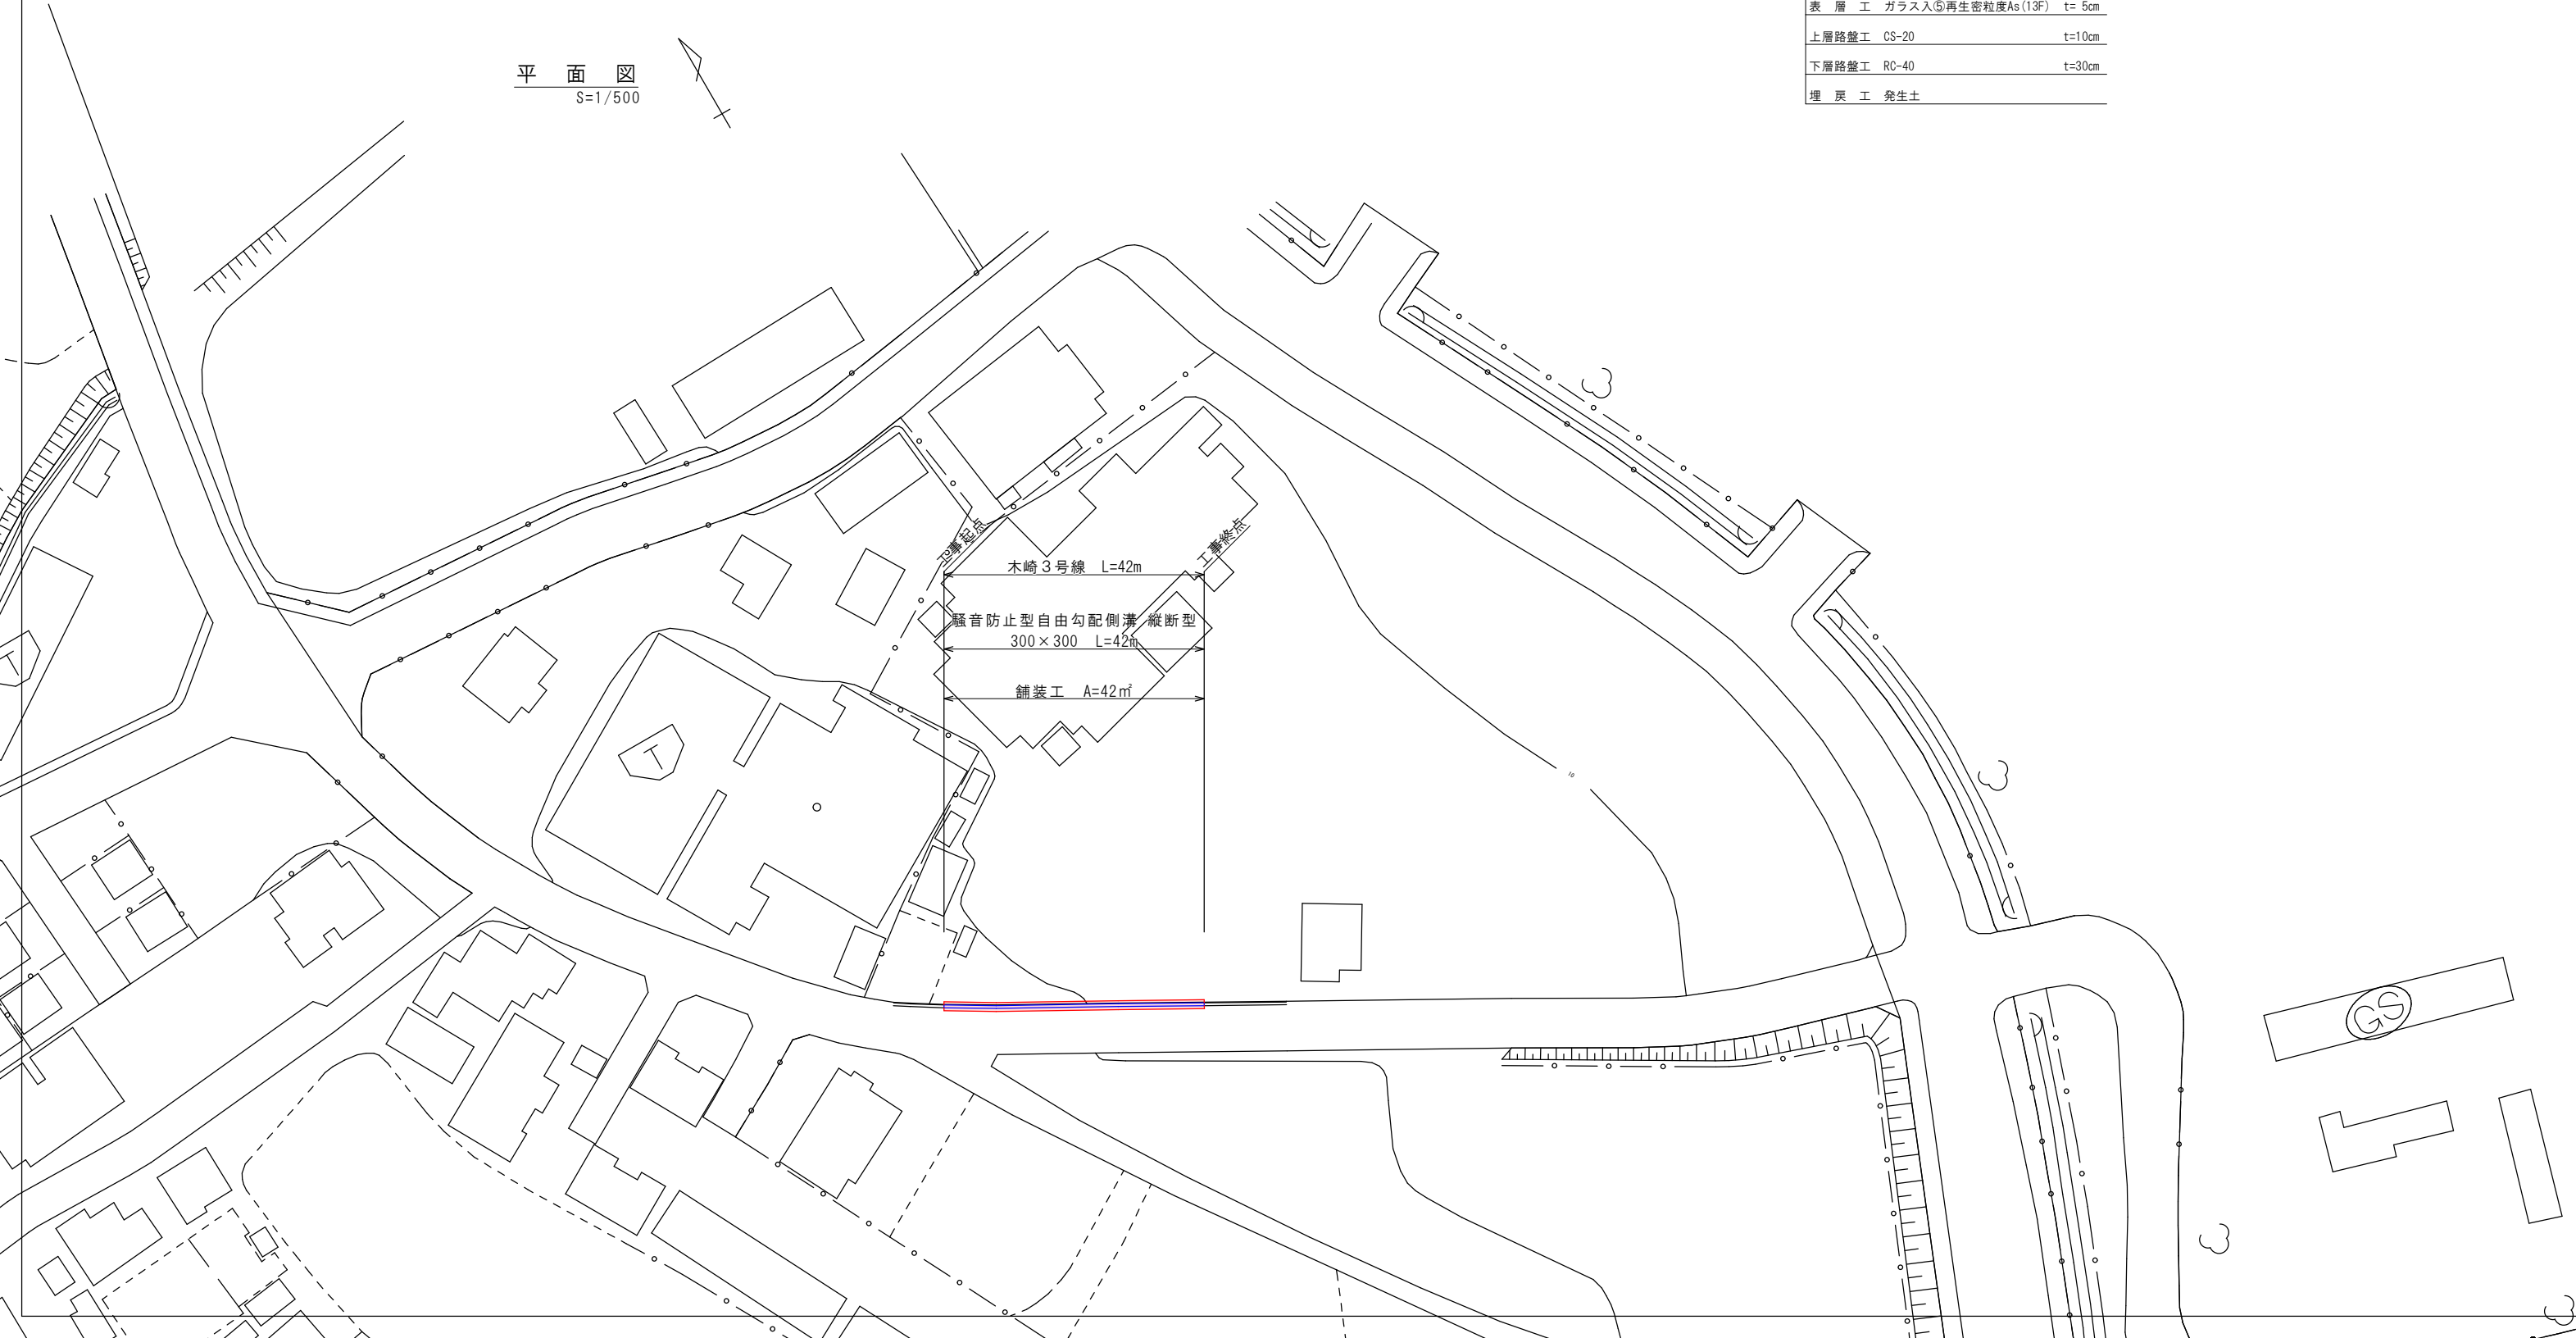 表 層 工 ガラス入⑤再生密粒度As(13F) t= 5cm
上層路盤工 CS-20 t=10cm
下層路盤工 RC-40 t=30cm
埋 戻 工 発生土
平 面 図
S=1/500
工事起点
工事終点
木崎3号線 L=42m
騒音防止型自由勾配側溝 縦断型
300×300 L=42m
舗装工 A=42㎡
10
GS